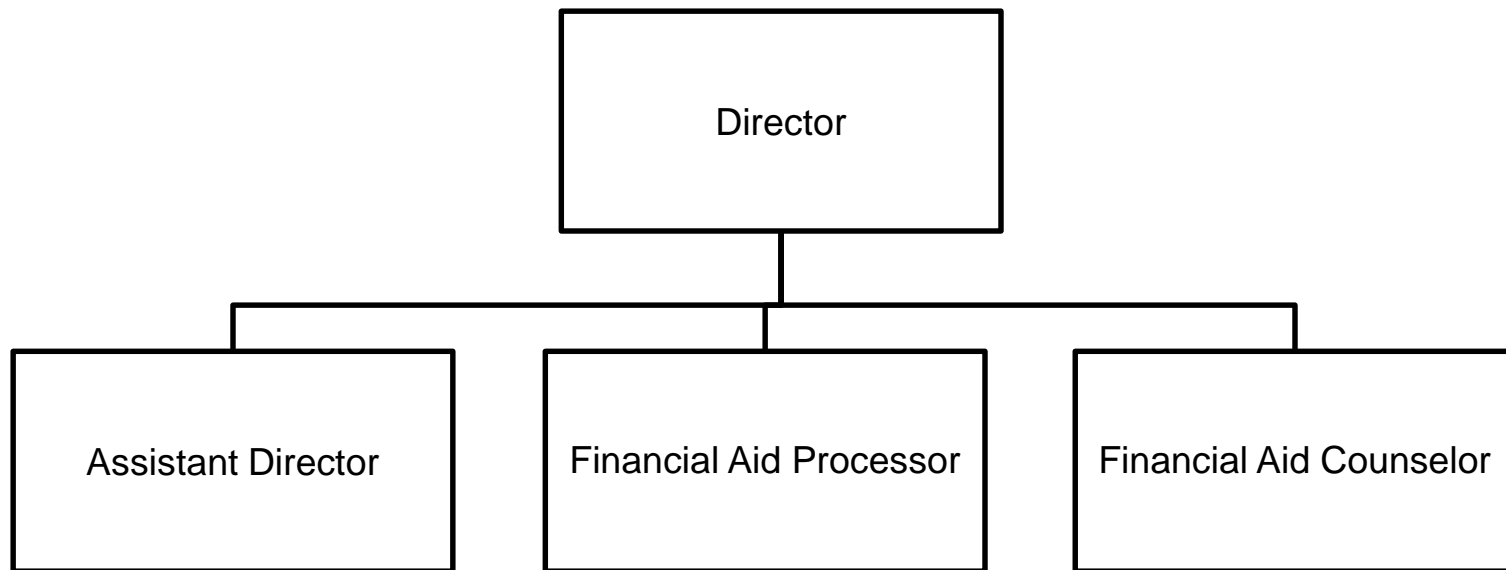 Director
Assistant Director
Financial Aid Processor
Financial Aid Counselor